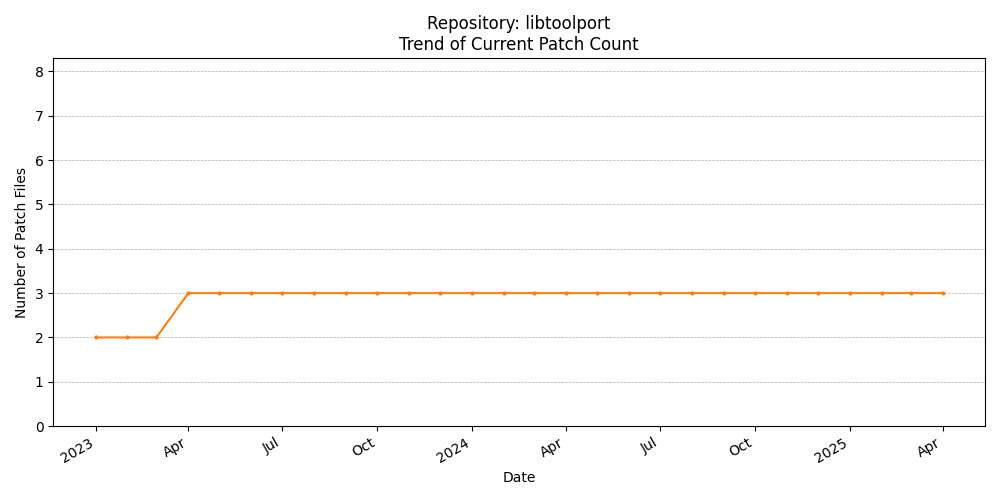 Repository: libtoolport
Trend of Current Patch Count
Number of Patch Files
8
7
6
5
4
3
2
1
0
2023
Apr
Jul
Oct
2024
Apr
Jul
Oct
2025
Apr
Date